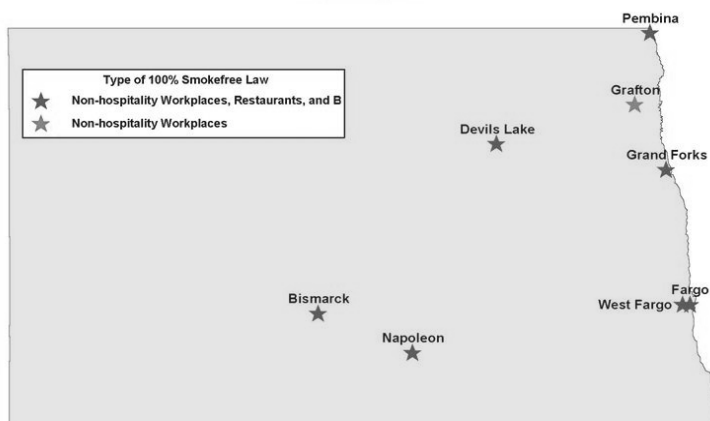 Pembina
Type of 100% Smokefree Law
Non-hospitality Workplaces, Restaurants, and B
Non-hospitality Workplaces
Grafton
Devils Lake
Grand Forks
Bismarck
Fargo
West Fargo
Napoleon